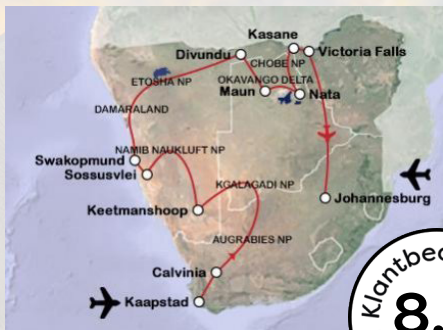 Kasane
Divundu
Victoria Falls
CHOBE NP
ETOSHA NP
OKAVANGO DELTA
Maun
Nata
DAMARALAND
NAMIB NAUKLUFT NP
Swakopmund
Sossusvlei
KGALAGADI NP
Keetmanshoop
Johannesburg
AUGRABIES NP
Calvinia
Kaapstad
Klantbeo
8.